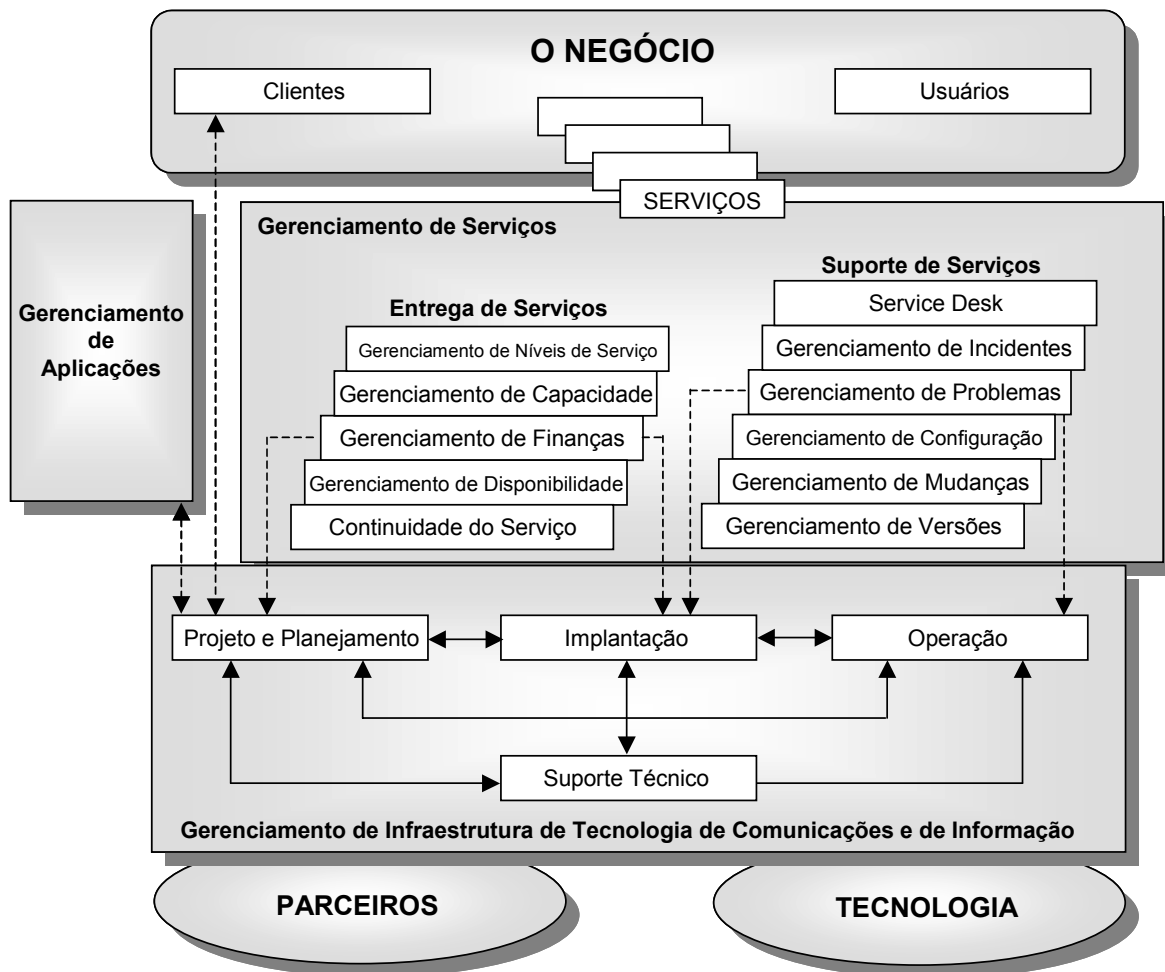 O NEGÓCIO
Clientes
Usuários
SERVIÇOS
Gerenciamento
de
Aplicações
Gerenciamento de Serviços
Entrega de Serviços
Gerenciamento de Níveis de Serviço
Gerenciamento de Capacidade
Gerenciamento de Finanças
Gerenciamento de Disponibilidade
Continuidade do Serviço
Suporte de Serviços
Service Desk
Gerenciamento de Incidentes
Gerenciamento de Problemas
Gerenciamento de Configuração
Gerenciamento de Mudanças
Gerenciamento de Versões
Projeto e Planejamento
Implantação
Operação
Suporte Técnico
Gerenciamento de Infraestrutura de Tecnologia de Comunicações e de Informação
PARCEIROS
TECNOLOGIA